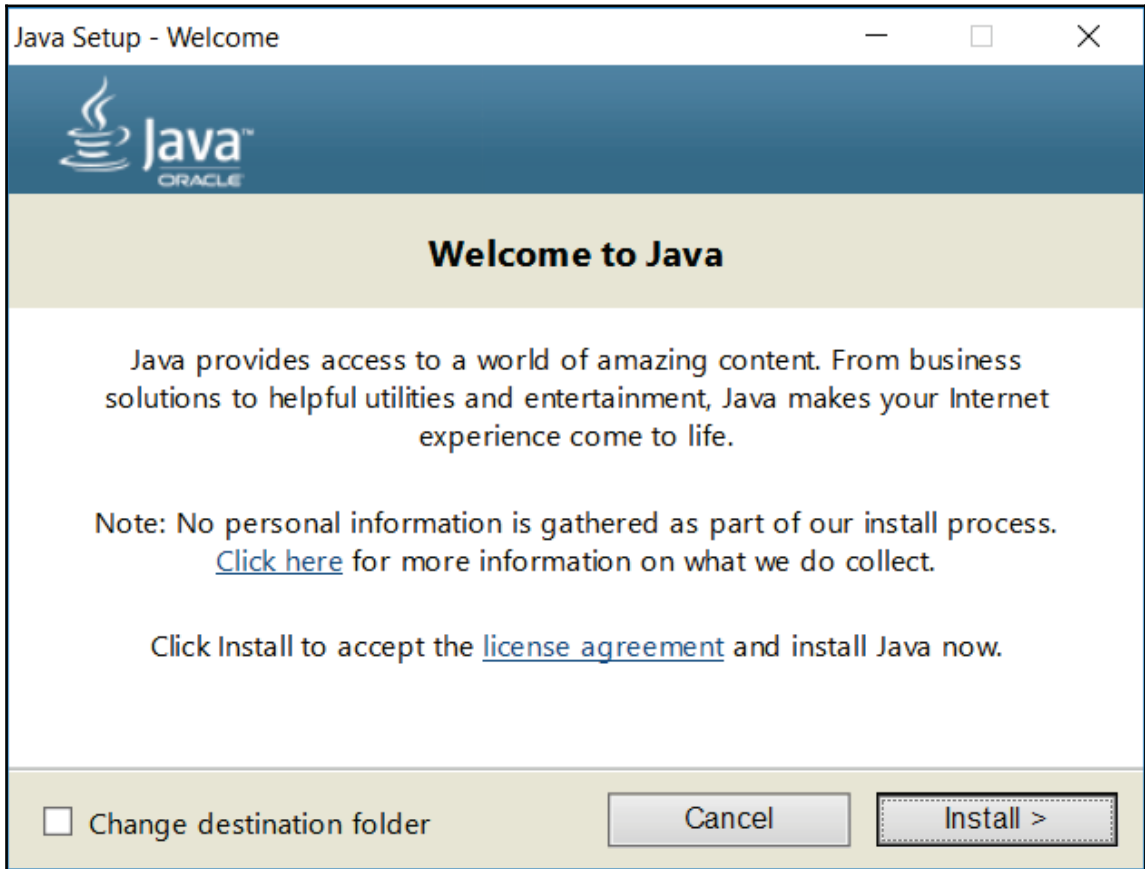 Java Setup - Welcome
Java™
ORACLE
Welcome to Java
Java provides access to a world of amazing content. From business
solutions to helpful utilities and entertainment, Java makes your Internet
experience come to life.
Note: No personal information is gathered as part of our install process.
Click here for more information on what we do collect.
Click Install to accept the license agreement and install Java now.
Change destination folder
Cancel
Install >